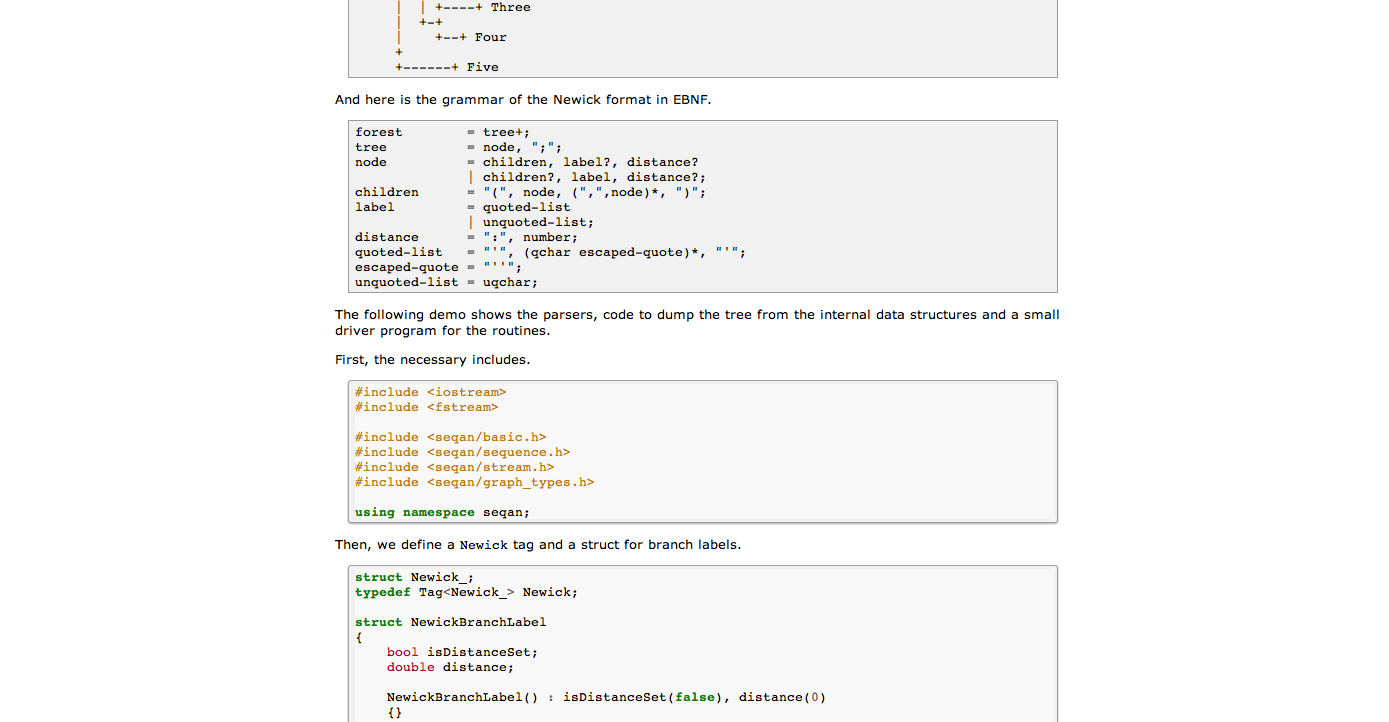 |  | +----+ Three
|  +-+
|    +--+ Four
+
+------+ Five
And here is the grammar of the Newick format in EBNF.
forest        = tree+;
tree          = node, ";";
node          = children, label?, distance?
              | children?, label, distance?;
children      = "(", node, (",",node)*, ")";
label         = quoted-list
              | unquoted-list;
distance      = ":", number;
quoted-list   = "'", (qchar escaped-quote)*, "'";
escaped-quote = "''";
unquoted-list = uqchar;
The following demo shows the parsers, code to dump the tree from the internal data structures and a small
driver program for the routines.
First, the necessary includes.
#include <iostream>
#include <fstream>
#include <seqan/basic.h>
#include <seqan/sequence.h>
#include <seqan/stream.h>
#include <seqan/graph_types.h>
using namespace seqan;
Then, we define a Newick tag and a struct for branch labels.
struct Newick_;
typedef Tag<Newick_> Newick;
struct NewickBranchLabel
{
    bool isDistanceSet;
    double distance;
    NewickBranchLabel() : isDistanceSet(false), distance(0)
    {}